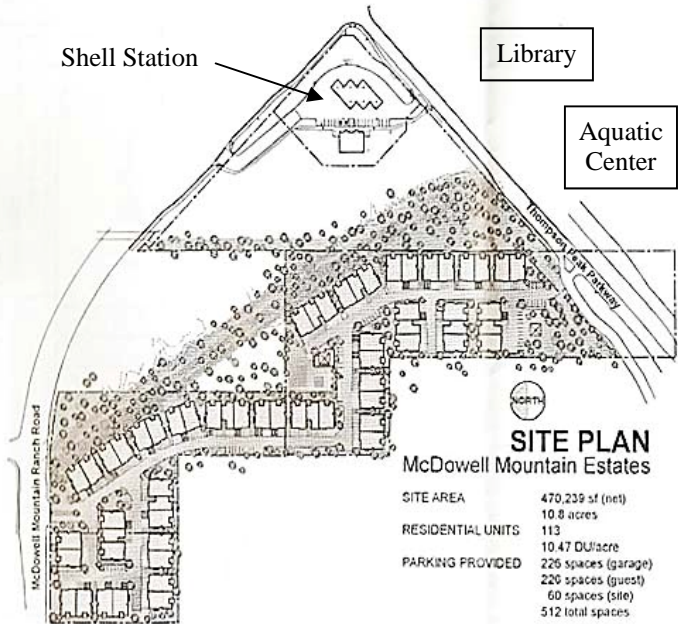 Shell Station
Library
Aquatic
Center
Thompson Peak Parkway
McDowell Mountain Ranch Road
NORTH
SITE PLAN
McDowell Mountain Estates
SITE AREA 470,239 sf (net)
10.8 acres
RESIDENTIAL UNITS 113
10.47 DU/acre
PARKING PROVIDED 226 spaces (garage)
226 spaces (guest)
60 spaces (site)
512 total spaces